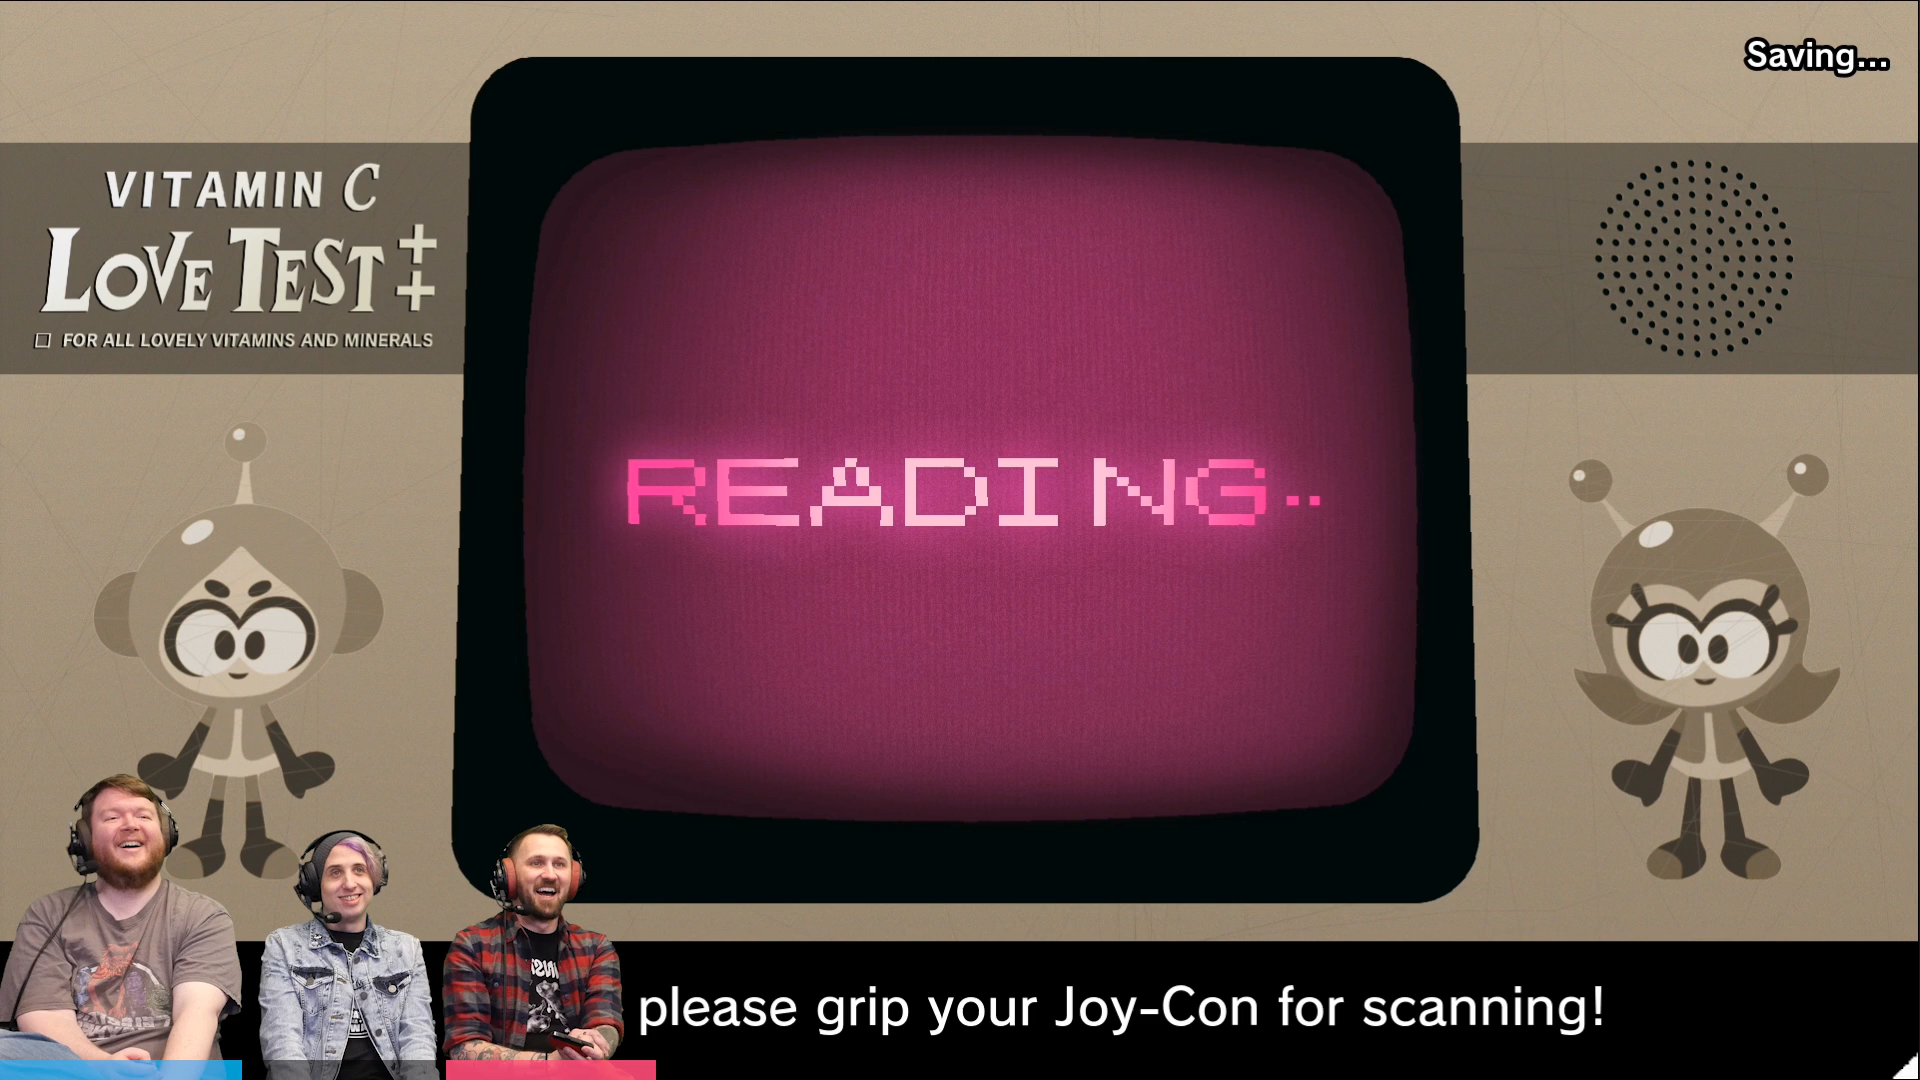 Saving...
VITAMIN C
LOVE TEST++
FOR ALL LOVELY VITAMINS AND MINERALS
READING..
please grip your Joy-Con for scanning!